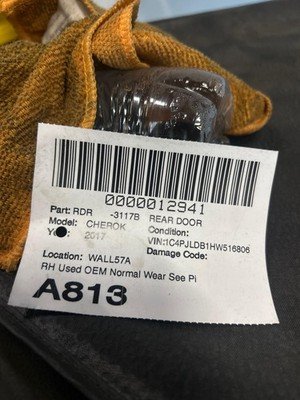 0000012941
Part: RDR -3117B REAR DOOR
Model: CHEROK Condition:
2017 VIN:1C4PJLDB1HW516806
Damage Code:
Location: WALL57A
RH Used OEM Normal Wear See Pi
A813